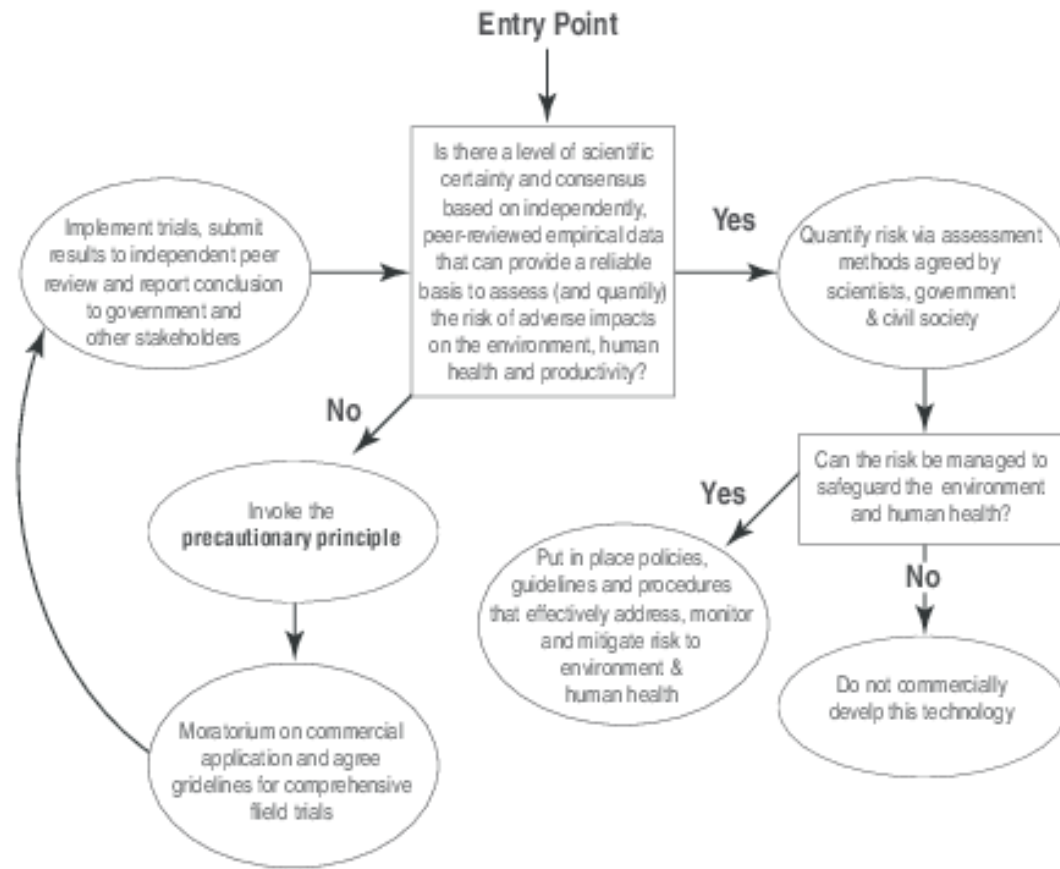 Entry Point
Is there a level of scientific
certainty and consensus
based on independently,
peer-reviewed empirical data
that can provide a reliable
basis to assess (and quantily)
the risk of adverse impacts
on the environment, human
health and productivity?
Yes
Quantify risk via assessment
methods agreed by
scientists, government
& civil society
Implement trials, submit
results to independent peer
review and report conclusion
to government and
other stakeholders
No
Invoke the
precautionary principle
Moratorium on commercial
application and agree
gridelines for comprehensive
flield trials
Can the risk be managed to
safeguard the environment
and human health?
Yes
Put in place policies,
guidelines and procedures
that effectively address, monitor
and mitigate risk to
environment &
human health
No
Do not commercially
develp this technology